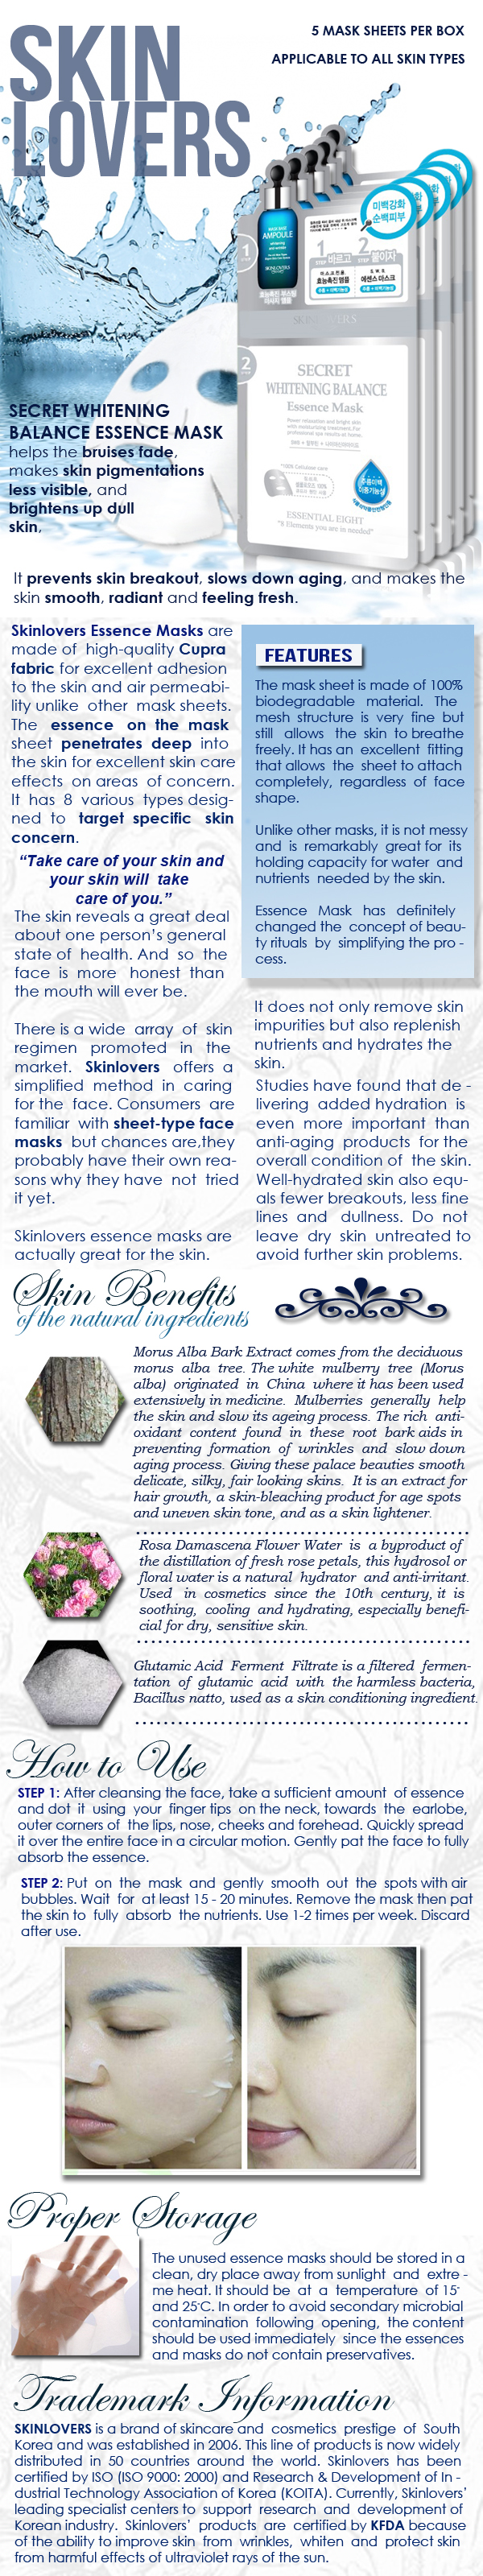 SKIN
LOVERS
5 MASK SHEETS PER BOX
APPLICABLE TO ALL SKIN TYPES
AMPOULE
SKINLOVERS
미백강화
순백피부
1
1
STEP
바르고
2
STEP
붙이자
에센스 마스크
SKINLOVERS
2
SECRET
WHITENING BALANCE
Essence Mask
ESSENTIAL EIGHT
"8 Elements you are in needed"
SECRET WHITENING
BALANCE ESSENCE MASK
helps the bruises fade,
makes skin pigmentations
less visible, and
brightens up dull
skin,
It prevents skin breakout, slows down aging, and makes the
skin smooth, radiant and feeling fresh.
Skinlovers Essence Masks are
made of high-quality Cupra
fabric for excellent adhesion
to the skin and air permeabi-
lity unlike other mask sheets.
The essence on the mask
sheet penetrates deep into
the skin for excellent skin care
effects on areas of concern.
It has 8 various types desig-
ned to target specific skin
concern.
“Take care of your skin and
your skin will take
care of you.”
The skin reveals a great deal
about one person’s general
state of health. And so the
face is more honest than
the mouth will ever be.
There is a wide array of skin
regimen promoted in the
market. Skinlovers offers a
simplified method in caring
for the face. Consumers are
familiar with sheet-type face
masks but chances are,they
probably have their own rea-
sons why they have not tried
it yet.
Skinlovers essence masks are
actually great for the skin.
FEATURES
The mask sheet is made of 100%
biodegradable material. The
mesh structure is very fine but
still allows the skin to breathe
freely. It has an excellent fitting
that allows the sheet to attach
completely, regardless of face
shape.
Unlike other masks, it is not messy
and is remarkably great for its
holding capacity for water and
nutrients needed by the skin.
Essence Mask has definitely
changed the concept of beau-
ty rituals by simplifying the pro -
cess.
It does not only remove skin
impurities but also replenish
nutrients and hydrates the
skin.
Studies have found that de -
livering added hydration is
even more important than
anti-aging products for the
overall condition of the skin.
Well-hydrated skin also equ-
als fewer breakouts, less fine
lines and dullness. Do not
leave dry skin untreated to
avoid further skin problems.
Skin Benefits
of the natural ingredients
Morus Alba Bark Extract comes from the deciduous
morus alba tree. The white mulberry tree (Morus
alba) originated in China where it has been used
extensively in medicine. Mulberries generally help
the skin and slow its ageing process. The rich anti-
oxidant content found in these root bark aids in
preventing formation of wrinkles and slow down
aging process. Giving these palace beauties smooth
delicate, silky, fair looking skins. It is an extract for
hair growth, a skin-bleaching product for age spots
and uneven skin tone, and as a skin lightener.
Rosa Damascena Flower Water is a byproduct of
the distillation of fresh rose petals, this hydrosol or
floral water is a natural hydrator and anti-irritant.
Used in cosmetics since the 10th century, it is
soothing, cooling and hydrating, especially benefi-
cial for dry, sensitive skin.
Glutamic Acid Ferment Filtrate is a filtered fermen-
tation of glutamic acid with the harmless bacteria,
Bacillus natto, used as a skin conditioning ingredient.
How to Use
STEP 1: After cleansing the face, take a sufficient amount of essence
and dot it using your finger tips on the neck, towards the earlobe,
outer corners of the lips, nose, cheeks and forehead. Quickly spread
it over the entire face in a circular motion. Gently pat the face to fully
absorb the essence.
STEP 2: Put on the mask and gently smooth out the spots with air
bubbles. Wait for at least 15 - 20 minutes. Remove the mask then pat
the skin to fully absorb the nutrients. Use 1-2 times per week. Discard
after use.
Proper Storage
The unused essence masks should be stored in a
clean, dry place away from sunlight and extre -
me heat. It should be at a temperature of 15°
and 25°C. In order to avoid secondary microbial
contamination following opening, the content
should be used immediately since the essences
and masks do not contain preservatives.
Trademark Information
SKINLOVERS is a brand of skincare and cosmetics prestige of South
Korea and was established in 2006. This line of products is now widely
distributed in 50 countries around the world. Skinlovers has been
certified by ISO (ISO 9000: 2000) and Research & Development of In -
dustrial Technology Association of Korea (KOITA). Currently, Skinlovers’
leading specialist centers to support research and development of
Korean industry. Skinlovers’ products are certified by KFDA because
of the ability to improve skin from wrinkles, whiten and protect skin
from harmful effects of ultraviolet rays of the sun.